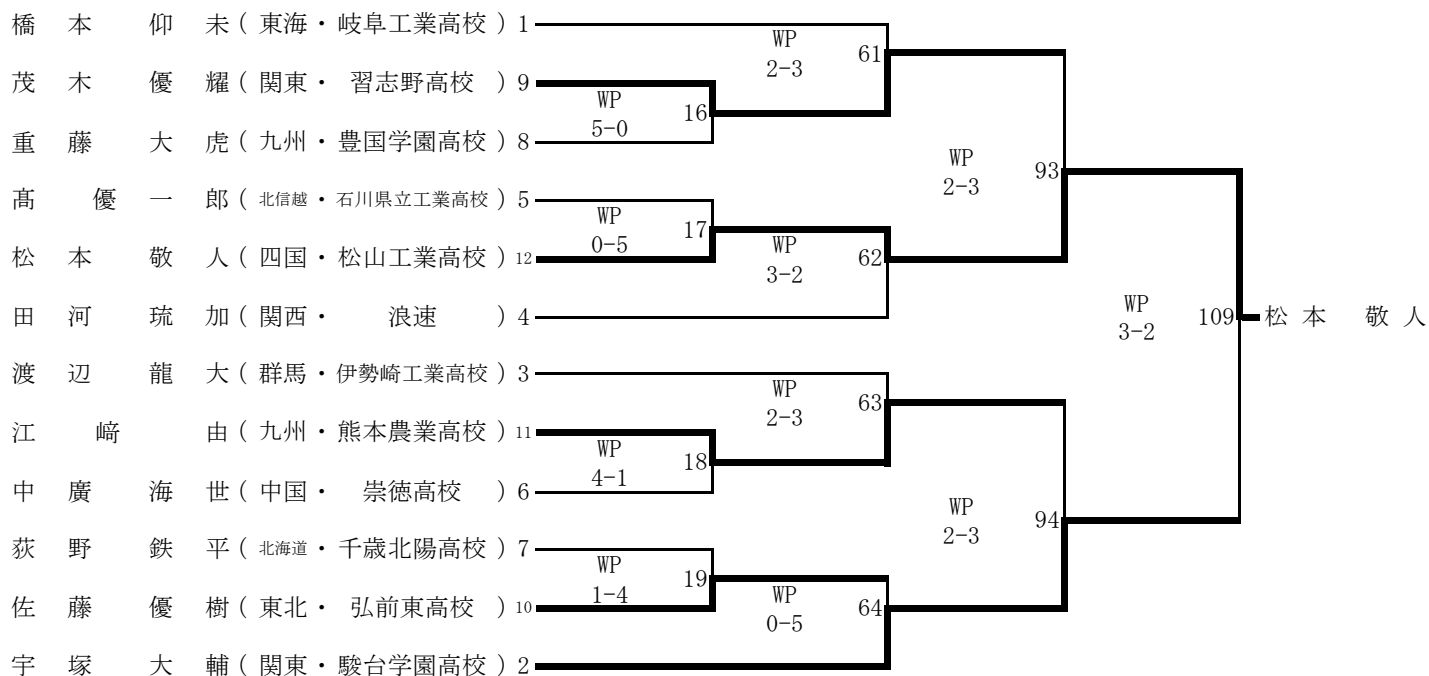 橋本 仰未(東海・岐阜工業高校)1
WP
2-3
61
茂木 優耀(関東・習志野高校)9
WP
5-0
16
重藤 大虎(九州・豊国学園高校)8
WP
2-3
93
髙 優一郎(北信越・石川県立工業高校)5
WP
0-5
17
松本 敬人(四国・松山工業高校)12
WP
3-2
62
田河 琉加(関西・浪速)4
WP
3-2
109
松本 敬人
渡辺 龍大(群馬・伊勢崎工業高校)3
WP
2-3
63
江﨑 由(九州・熊本農業高校)11
WP
4-1
18
中廣 海世(中国・崇徳高校)6
WP
2-3
94
荻野 鉄平(北海道・千歳北陽高校)7
WP
1-4
19
佐藤 優樹(東北・弘前東高校)10
WP
0-5
64
宇塚 大輔(関東・駿台学園高校)2